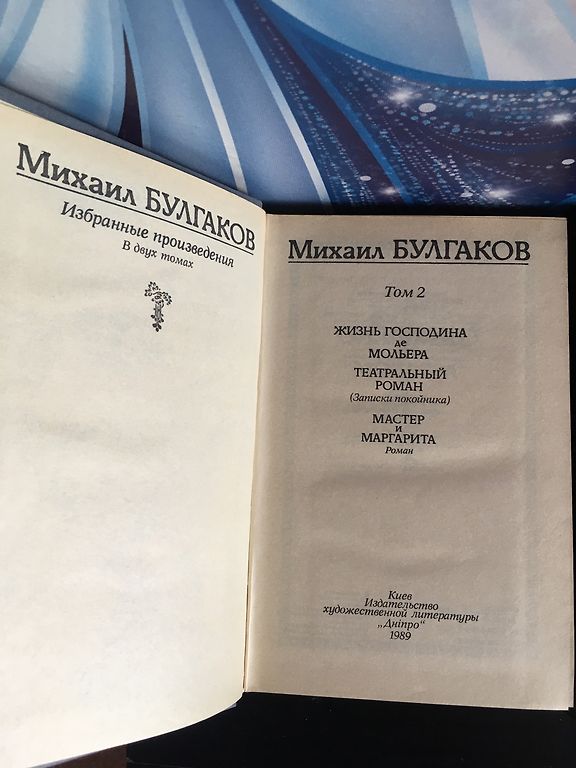 Михаил БУЛГАКОВ
Избранные произведения
В двух томах
Михаил БУЛГАКОВ
Том 2
ЖИЗНЬ ГОСПОДИНА
де
МОЛЬЕРА
ТЕАТРАЛЬНЫЙ
РОМАН
(Записки покойника)
МАСТЕР
и
МАРГАРИТА
Роман
Киев
Издательство
художественной литературы
„Дніпро“
1989